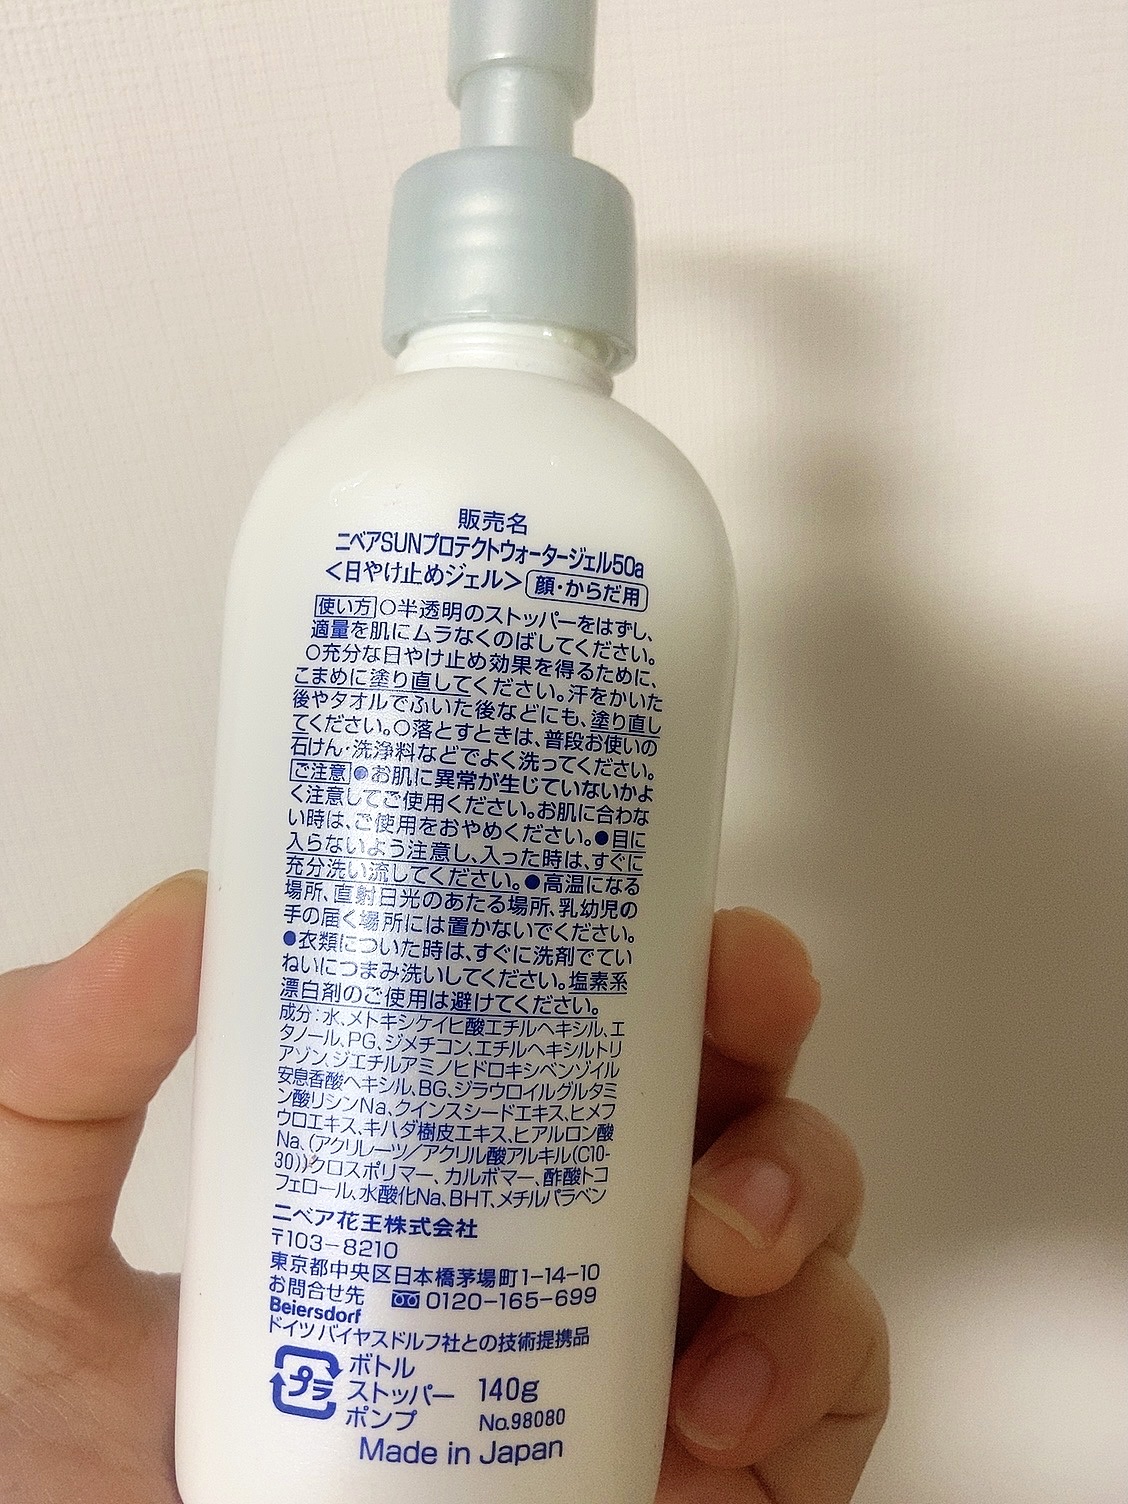 販売名
ニベアSUNプロテクトウォータージェル50a
<日やけ止めジェル> 顔・からだ用
使い方 ○半透明のストッパーをはずし、
適量を肌にムラなくのばしてください。
○充分な日やけ止め効果を得るために、
こまめに塗り直してください。汗をかいた
後やタオルでふいた後などにも、塗り直し
てください。○落とすときは、普段お使いの
石けん・洗浄料などでよく洗ってください。
ご注意 ●お肌に異常が生じていないかよ
く注意してご使用ください。お肌に合わな
い時は、ご使用をおやめください。●目に
入らないよう注意し、入った時は、すぐに
充分洗い流してください。●高温になる
場所、直射日光のあたる場所、乳幼児の
手の届く場所には置かないでください。
●衣類についた時は、すぐに洗剤でてい
ねいにつまみ洗いしてください。塩素系
漂白剤のご使用は避けてください。
成分:水、メトキシケイヒ酸エチルヘキシル、エ
タノール、PG、ジメチコン、エチルヘキシルトリ
アゾン、ジエチルアミノヒドロキシベンゾイル
安息香酸ヘキシル、BG、ジラウロイルグルタミ
ン酸リシンNa、クインスシードエキス、ヒメフ
ウロエキス、キハダ樹皮エキス、ヒアルロン酸
Na、(アクリレーツ/アクリル酸アルキル(C10-
30))クロスポリマー、カルボマー、酢酸トコ
フェロール、水酸化Na、BHT、メチルパラベン
ニベア花王株式会社
〒103-8210
東京都中央区日本橋茅場町1-14-10
お問合せ先 0120-165-699
Beiersdorf
ドイツ バイヤスドルフ社との技術提携品
プラ
ボトル
ストッパー 140g
ポンプ No.98080
Made in Japan